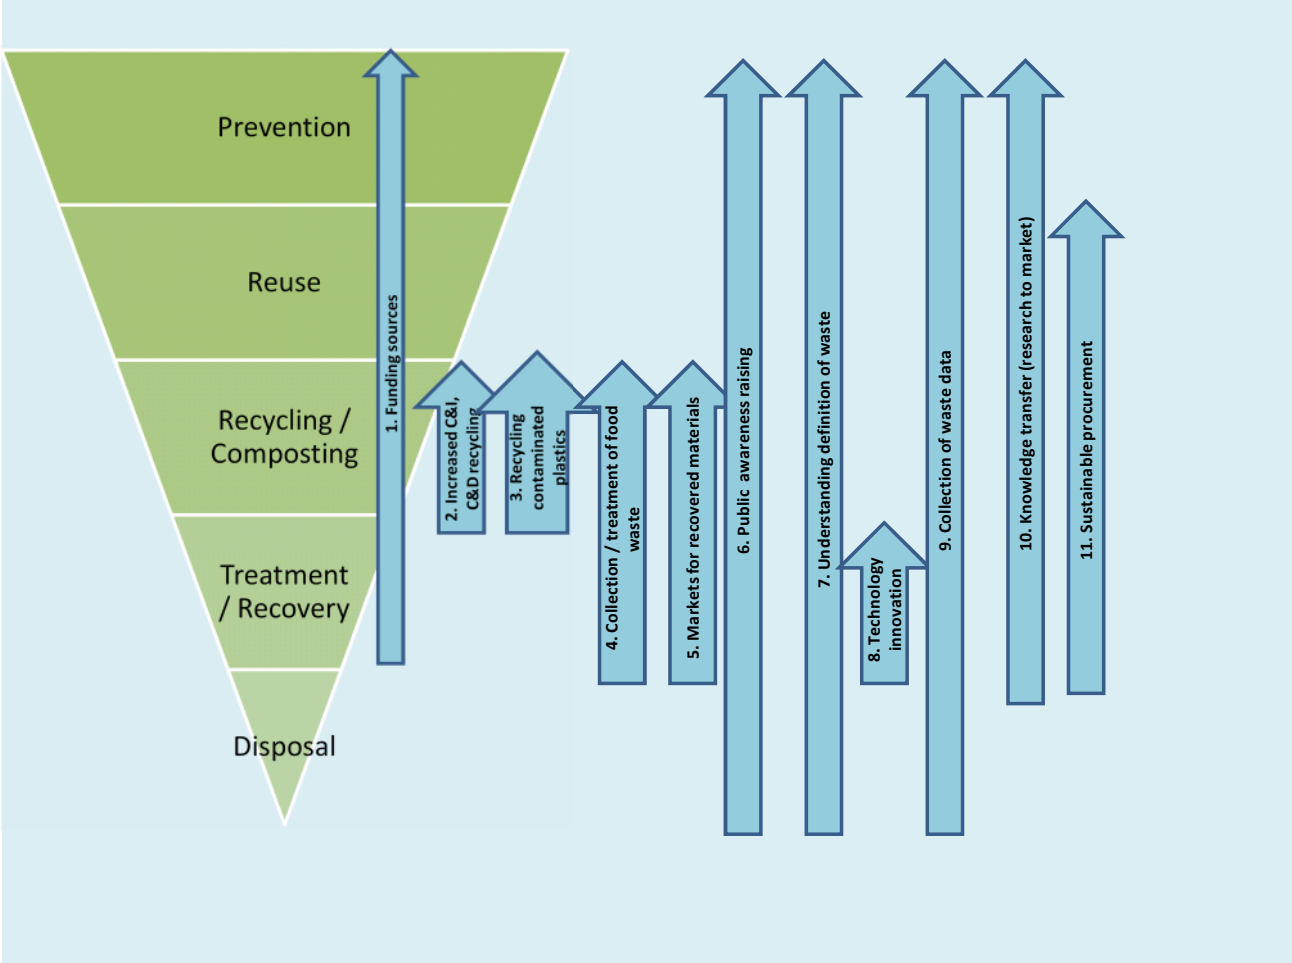 Prevention
Reuse
Recycling /
Composting
Treatment
/ Recovery
Disposal
1. Funding sources
2. Increased C&I,
C&D recycling
3. Recycling
contaminated
plastics
4. Collection / treatment of food
waste
5. Markets for recovered materials
6. Public awareness raising
7. Understanding definition of waste
8. Technology
innovation
9. Collection of waste data
10. Knowledge transfer (research to market)
11. Sustainable procurement